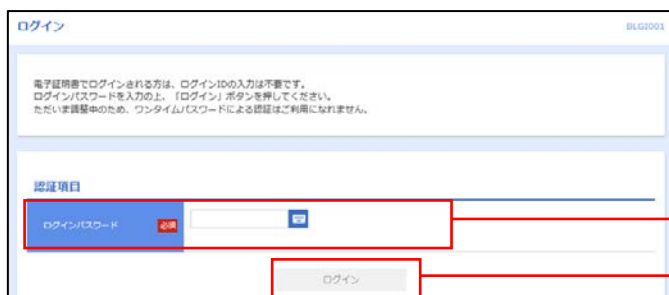 ログイン
BLGI001
電子証明書でログインされる方は、ログインIDの入力は不要です。
ログインパスワードを入力の上、「ログイン」ボタンを押してください。
ただいま調整中のため、ワンタイムパスワードによる認証はご利用になれません。
認証項目
ログインパスワード 必須
ログイン